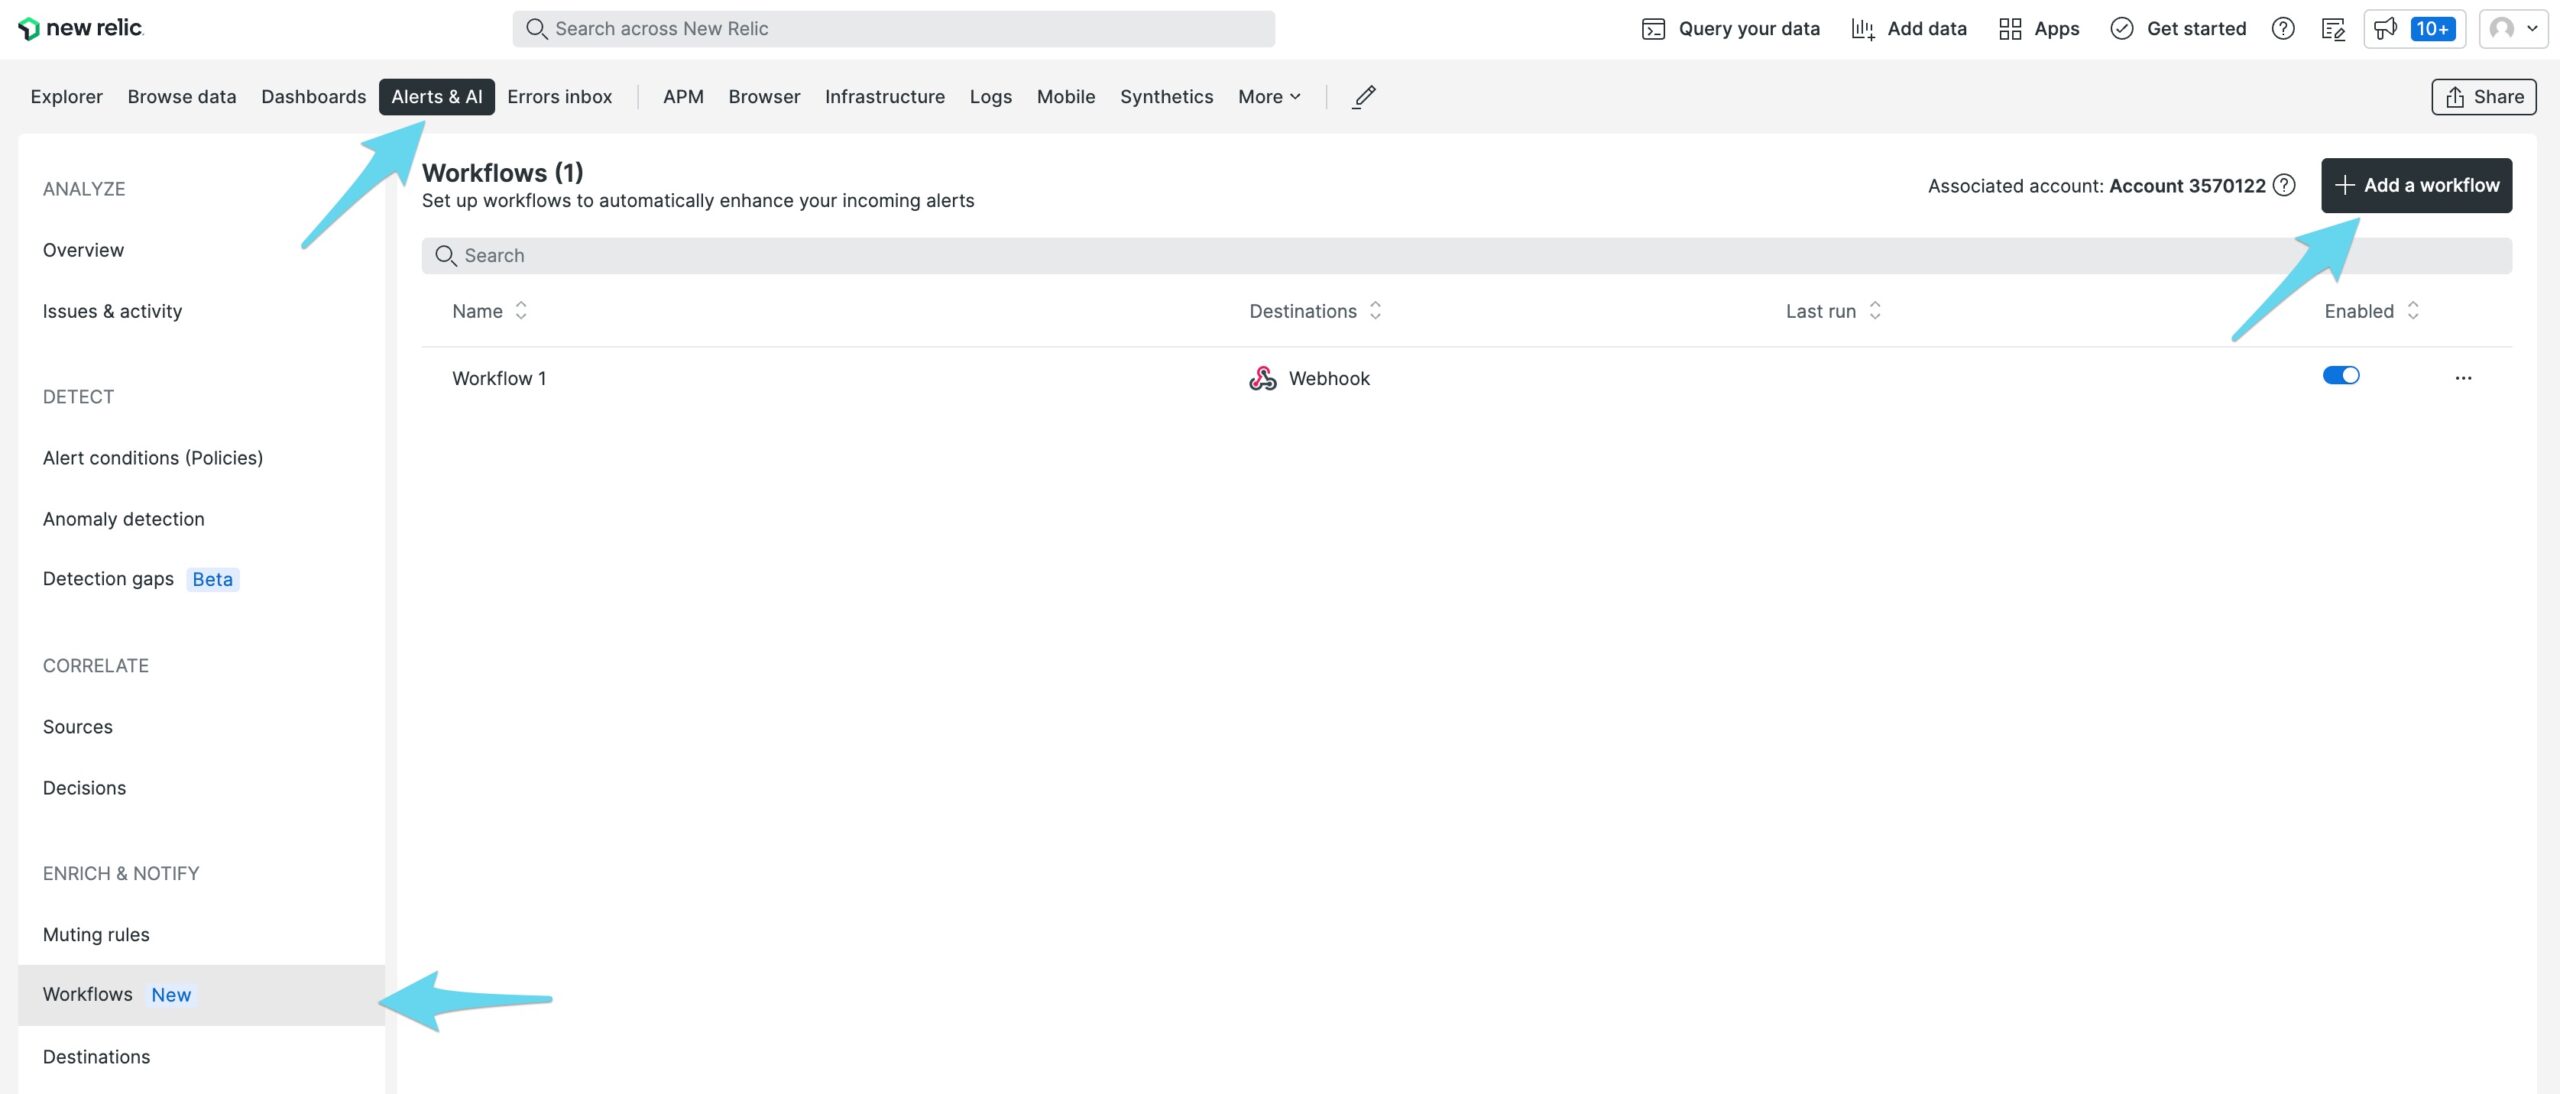 new relic
Search across New Relic
Query your data
Add data
Apps
Get started
10+
Explorer
Browse data
Dashboards
Alerts & AI
Errors inbox
APM
Browser
Infrastructure
Logs
Mobile
Synthetics
More
Share
ANALYZE
Overview
Issues & activity
DETECT
Alert conditions (Policies)
Anomaly detection
Detection gaps Beta
CORRELATE
Sources
Decisions
ENRICH & NOTIFY
Muting rules
Workflows New
Destinations
Workflows (1)
Set up workflows to automatically enhance your incoming alerts
Associated account: Account 3570122
Add a workflow
Search
Name
Destinations
Last run
Enabled
Workflow 1
Webhook